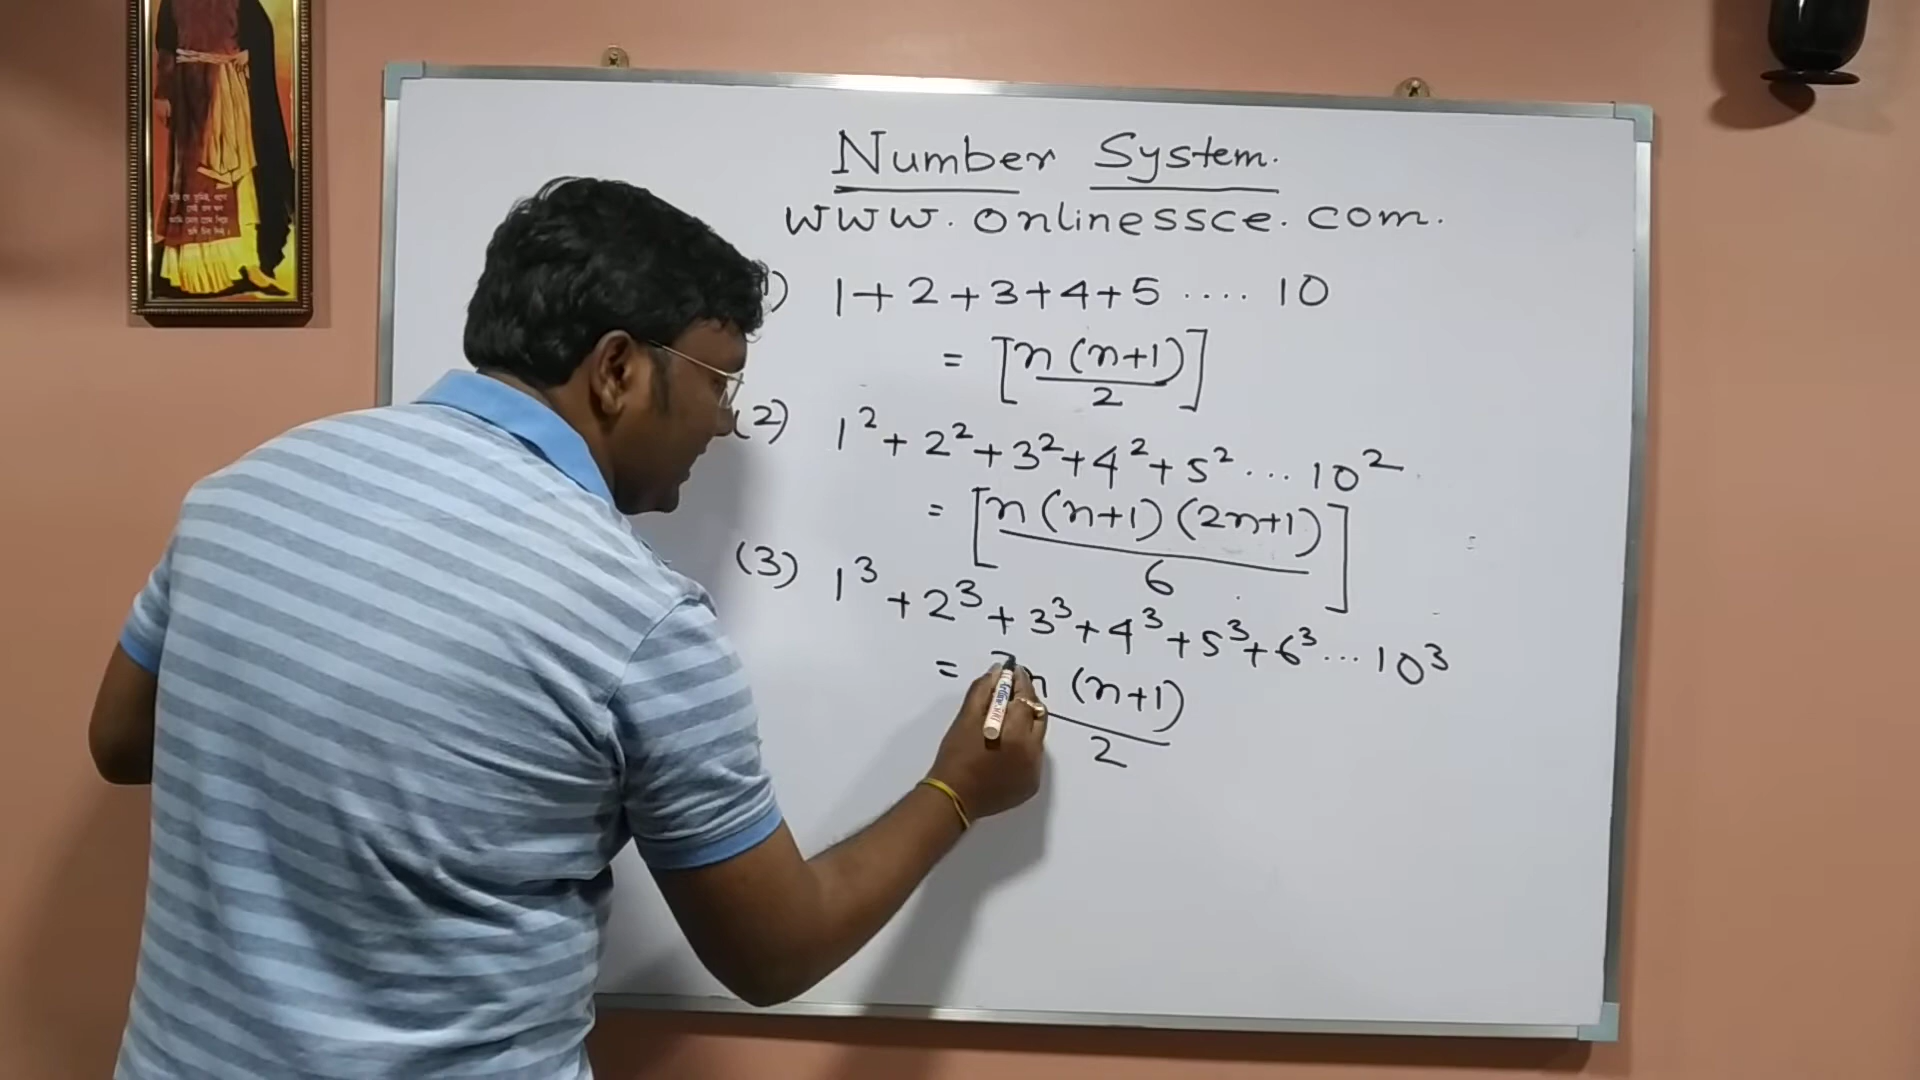 Number System.
www.onlinessce.com.
1) 1+2+3+4+5 .... 10
= [n(n+1)/2]
(2) 1²+2²+3²+4²+5² ... 10²
= [n(n+1)(2n+1)/6]
(3) 1³+2³+3³+4³+5³+6³ ... 10³
= [n(n+1)/2